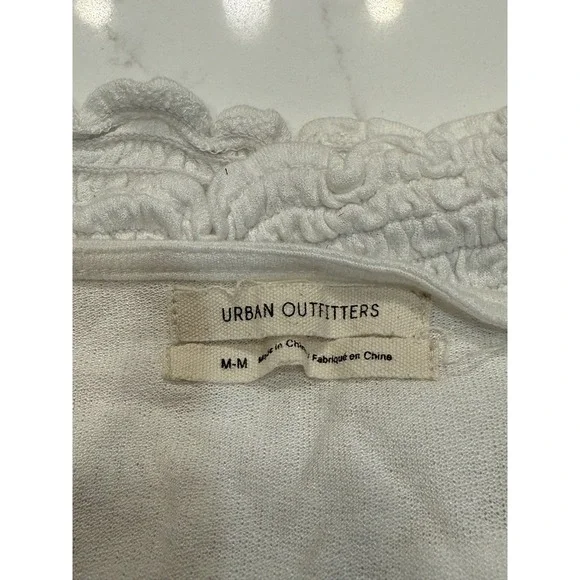 URBAN OUTFITTERS
M-M Made in China / Fabriqué en Chine